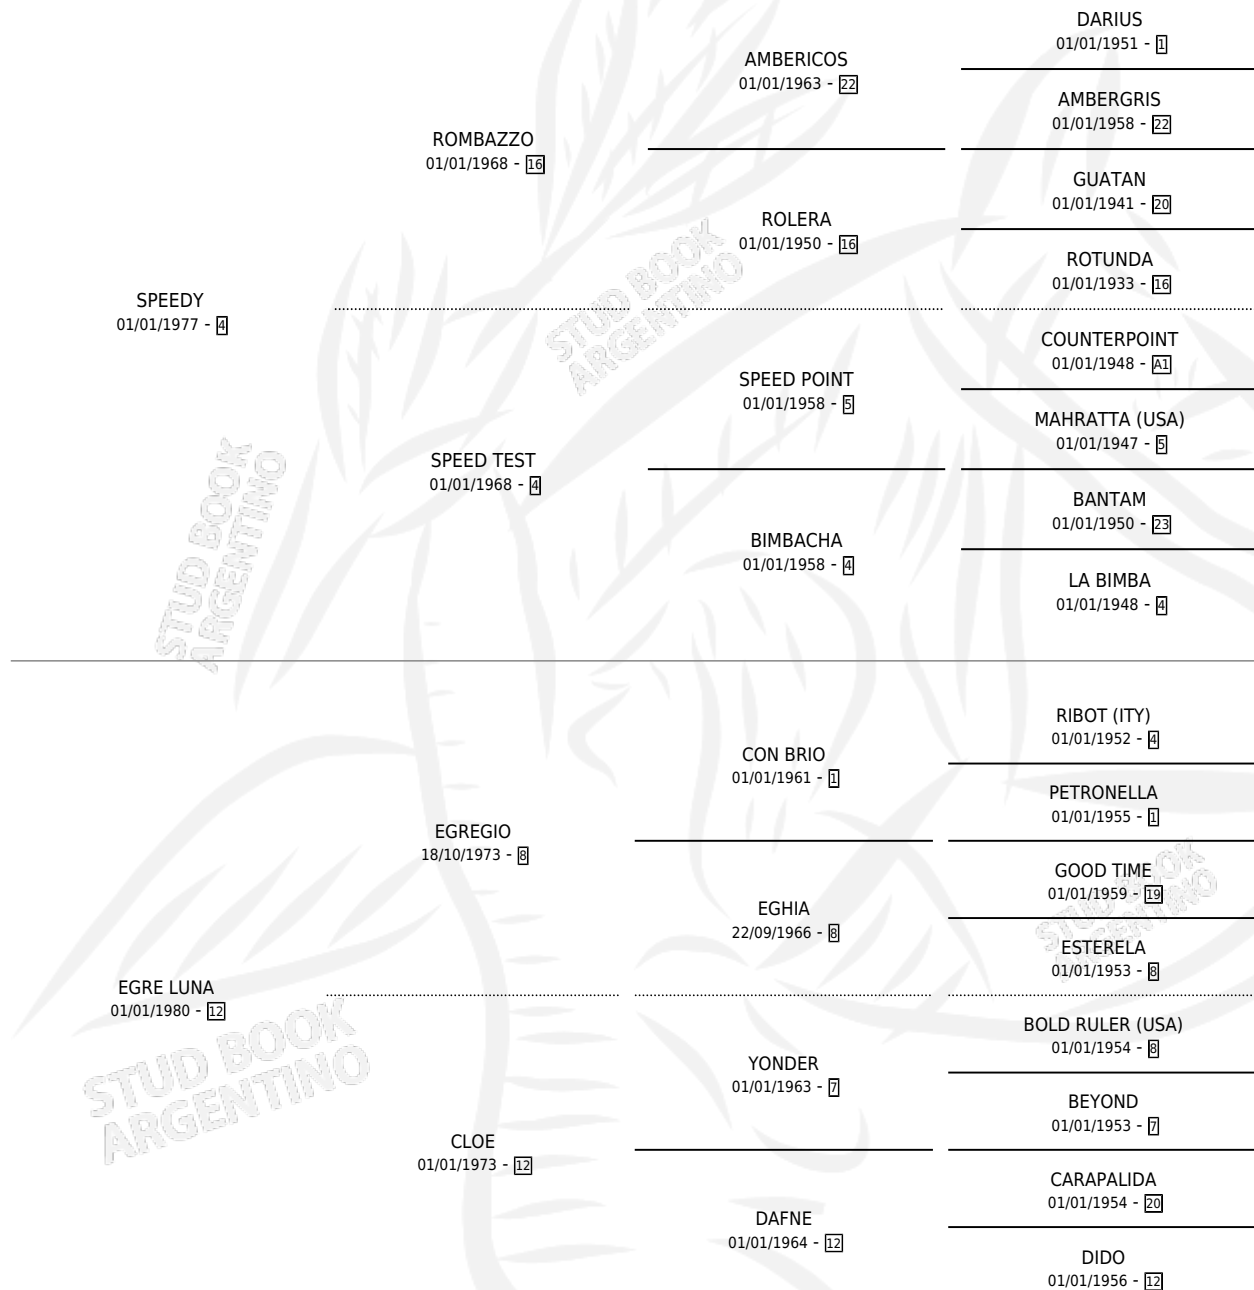 DARIUS
01/01/1951 - 1
AMBERICOS
01/01/1963 - 22
AMBERGRIS
01/01/1958 - 22
ROMBAZZO
01/01/1968 - 16
GUATAN
01/01/1941 - 20
ROLERA
01/01/1950 - 16
ROTUNDA
01/01/1933 - 16
SPEEDY
01/01/1977 - 4
COUNTERPOINT
01/01/1948 - A1
SPEED POINT
01/01/1958 - 5
MAHRATTA (USA)
01/01/1947 - 5
SPEED TEST
01/01/1968 - 4
BANTAM
01/01/1950 - 23
BIMBACHA
01/01/1958 - 4
LA BIMBA
01/01/1948 - 4
STUD BOOK
ARGENTINO
STUD BOOK
ARGENTINO
RIBOT (ITY)
01/01/1952 - 4
CON BRIO
01/01/1961 - 1
PETRONELLA
01/01/1955 - 1
EGREGIO
18/10/1973 - 8
GOOD TIME
01/01/1959 - 19
EGHIA
22/09/1966 - 8
ESTERELA
01/01/1953 - 8
EGRE LUNA
01/01/1980 - 12
BOLD RULER (USA)
01/01/1954 - 8
YONDER
01/01/1963 - 7
BEYOND
01/01/1953 - 7
CLOE
01/01/1973 - 12
CARAPALIDA
01/01/1954 - 20
DAFNE
01/01/1964 - 12
DIDO
01/01/1956 - 12
STUD BOOK
ARGENTINO
STUD BOOK
ARGENTINO